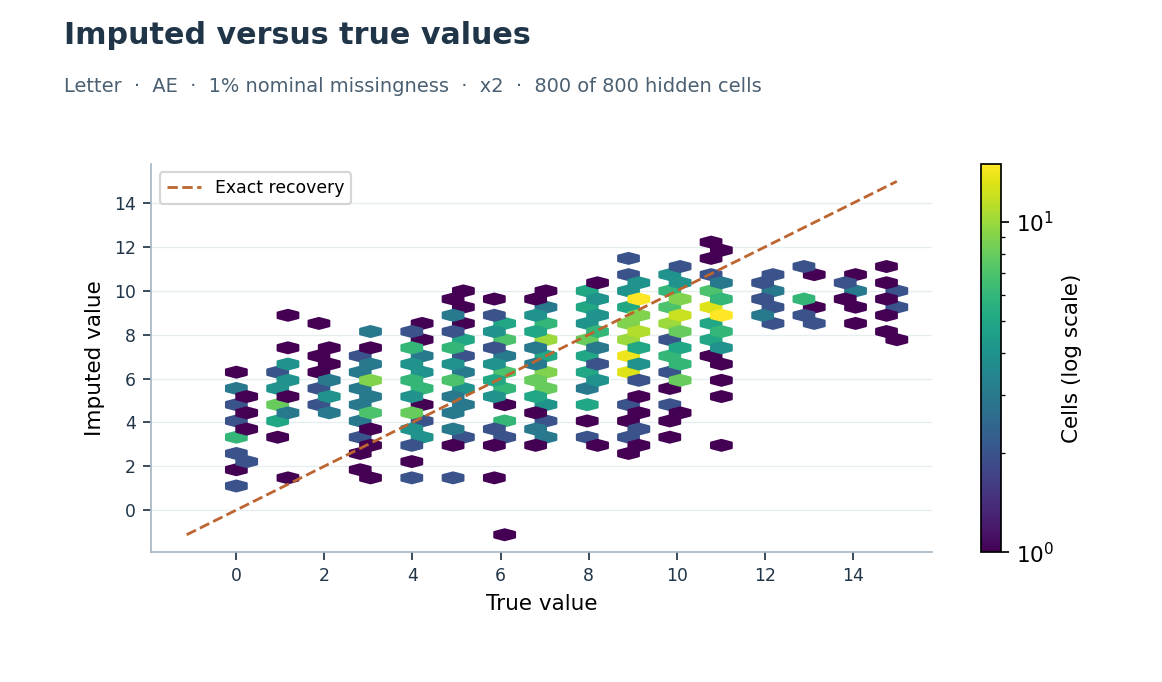 Imputed versus true values
Letter · AE · 1% nominal missingness · x2 · 800 of 800 hidden cells
Exact recovery
14
12
10
8
6
4
2
0
Imputed value
0 2 4 6 8 10 12 14
True value
10¹
10⁰
Cells (log scale)